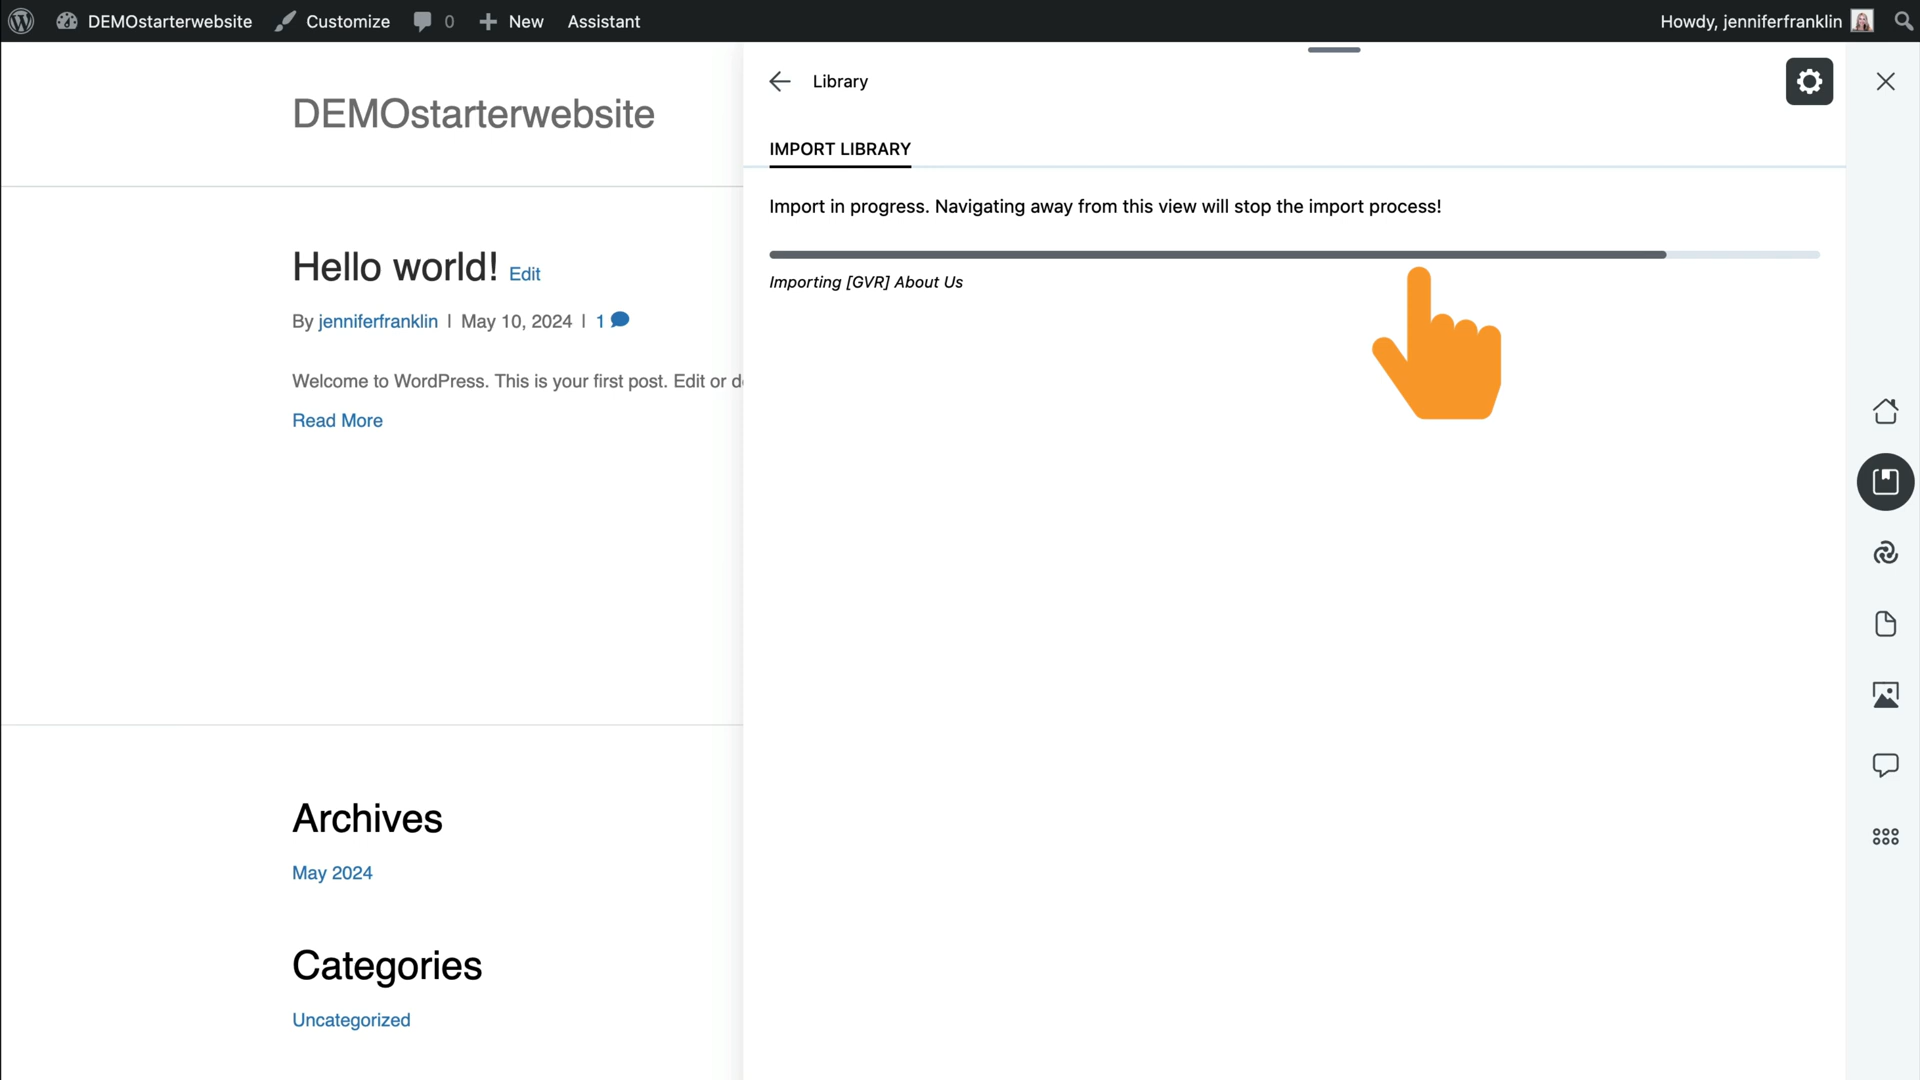 DEMOstarterwebsite Customize 0 New Assistant Howdy, jenniferfranklin
DEMOstarterwebsite
Hello world! Edit
By jenniferfranklin | May 10, 2024 | 1
Welcome to WordPress. This is your first post. Edit or d
Read More
Archives
May 2024
Categories
Uncategorized
Library
IMPORT LIBRARY
Import in progress. Navigating away from this view will stop the import process!
Importing [GVR] About Us